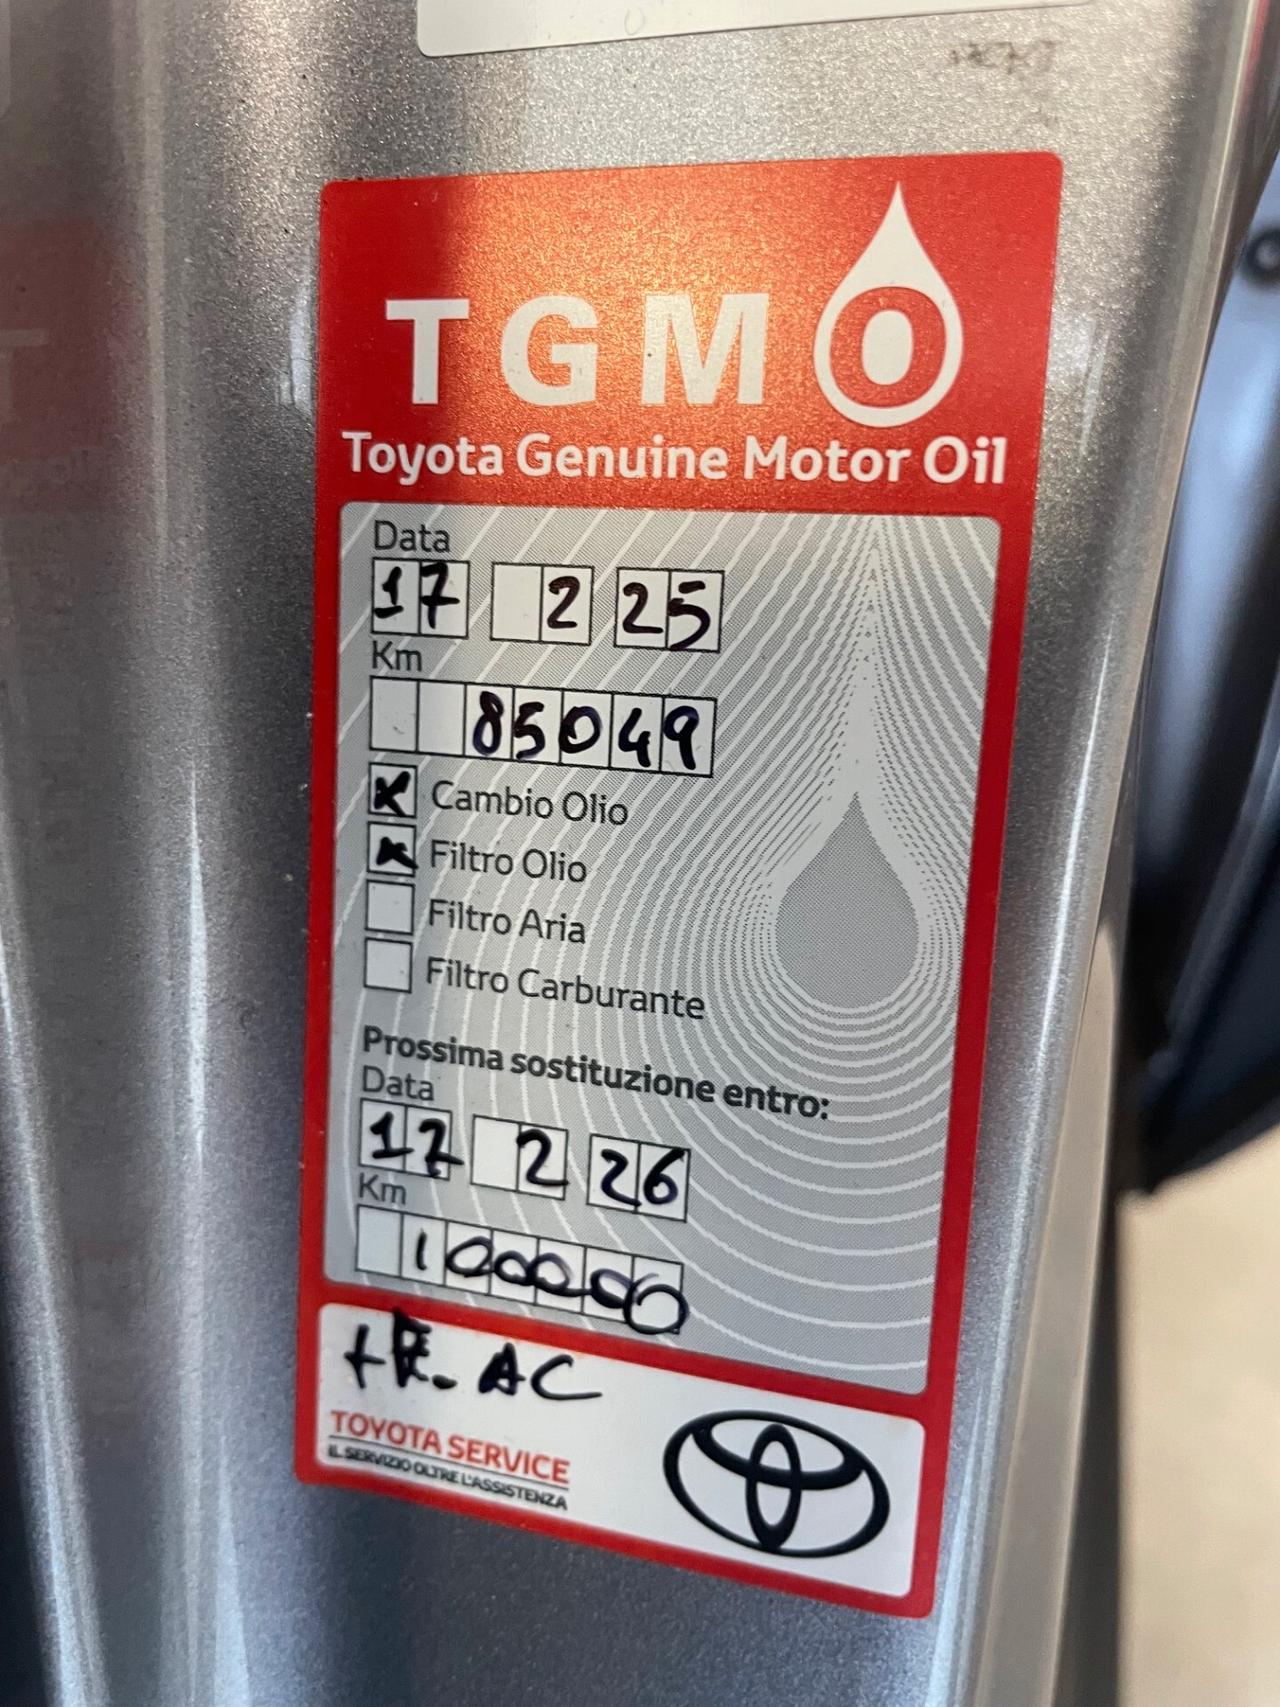 TGMO
Toyota Genuine Motor Oil
Data
17 2 25
Km
85049
Cambio Olio
Filtro Olio
Filtro Aria
Filtro Carburante
Prossima sostituzione entro:
Data
17 2 26
Km
100000
AC
TOYOTA SERVICE
IL SERVIZIO OLTRE L'ASSISTENZA